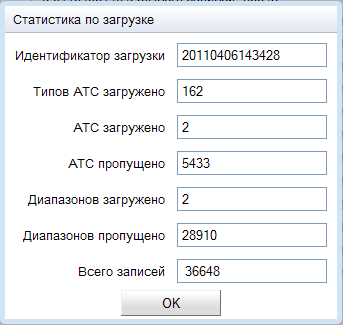 Статистика по загрузке
Идентификатор загрузки 20110406143428
Типов АТС загружено 162
АТС загружено 2
АТС пропущено 5433
Диапазонов загружено 2
Диапазонов пропущено 28910
Всего записей 36648
OK